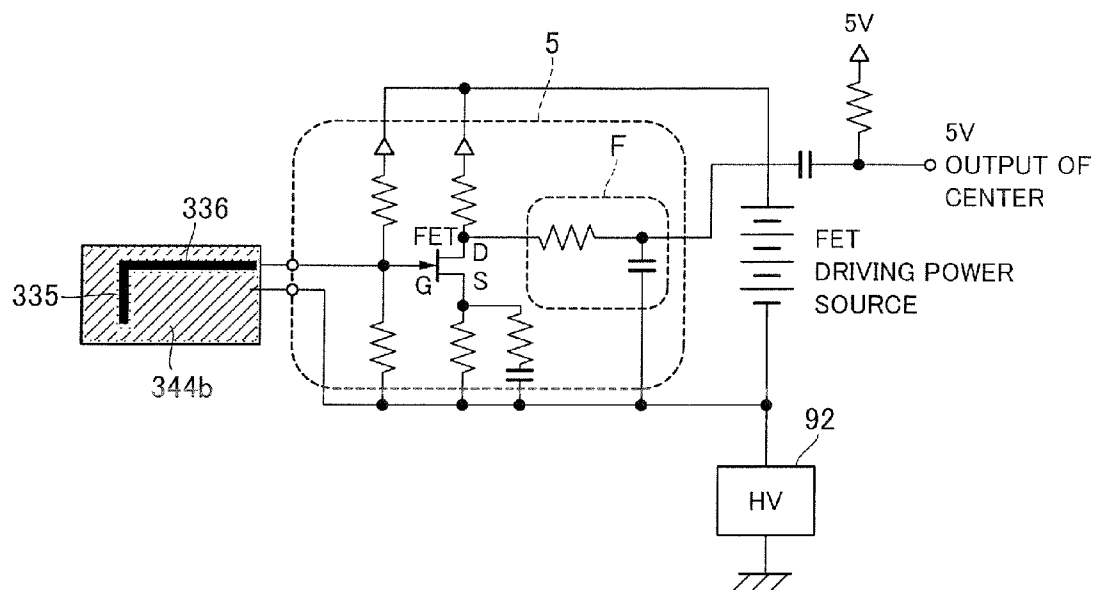 5V
5
F
5V
OUTPUT OF
CENTER
336
FET
D
G
S
335
344b
FET
DRIVING POWER
SOURCE
92
HV